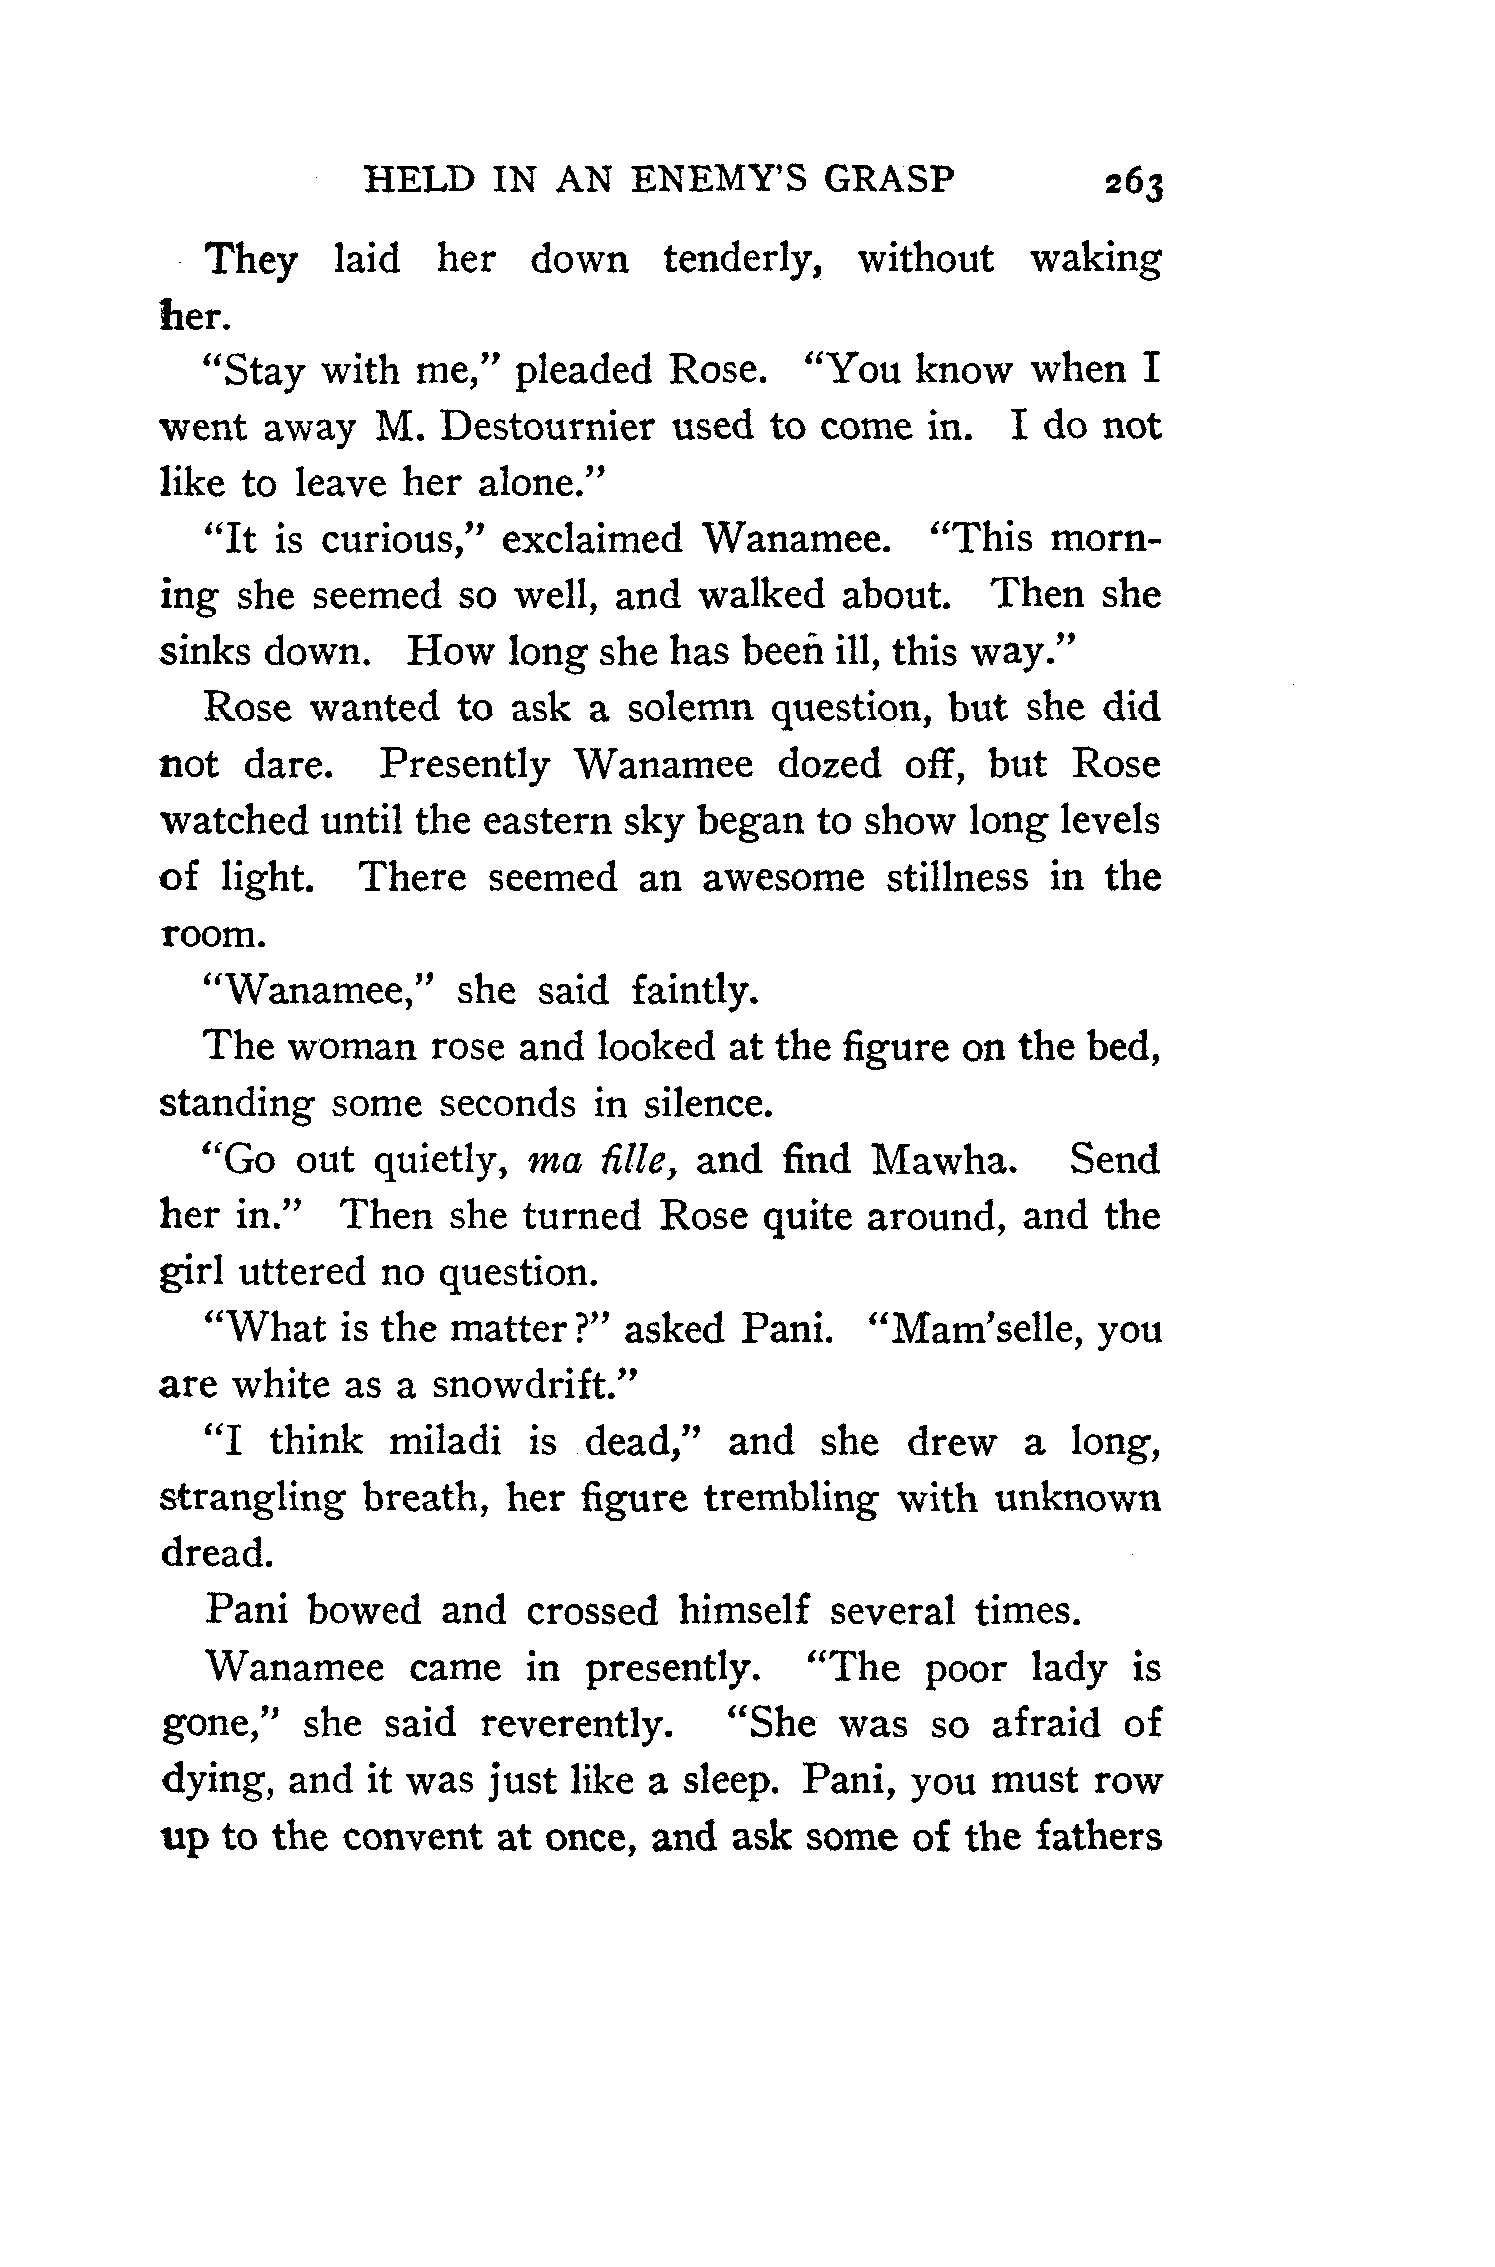 HELD IN AN ENEMY'S GRASP 263
They laid her down tenderly, without waking
her.
“Stay with me,” pleaded Rose. “You know when I
went away M. Destournier used to come in. I do not
like to leave her alone.”
“It is curious,” exclaimed Wanamee. “This morn-
ing she seemed so well, and walked about. Then she
sinks down. How long she has been ill, this way.”
Rose wanted to ask a solemn question, but she did
not dare. Presently Wanamee dozed off, but Rose
watched until the eastern sky began to show long levels
of light. There seemed an awesome stillness in the
room.
“Wanamee,” she said faintly.
The woman rose and looked at the figure on the bed,
standing some seconds in silence.
“Go out quietly, ma fille, and find Mawha. Send
her in.” Then she turned Rose quite around, and the
girl uttered no question.
“What is the matter?” asked Pani. “Mam'selle, you
are white as a snowdrift.”
“I think miladi is dead,” and she drew a long,
strangling breath, her figure trembling with unknown
dread.
Pani bowed and crossed himself several times.
Wanamee came in presently. “The poor lady is
gone,” she said reverently. “She was so afraid of
dying, and it was just like a sleep. Pani, you must row
up to the convent at once, and ask some of the fathers